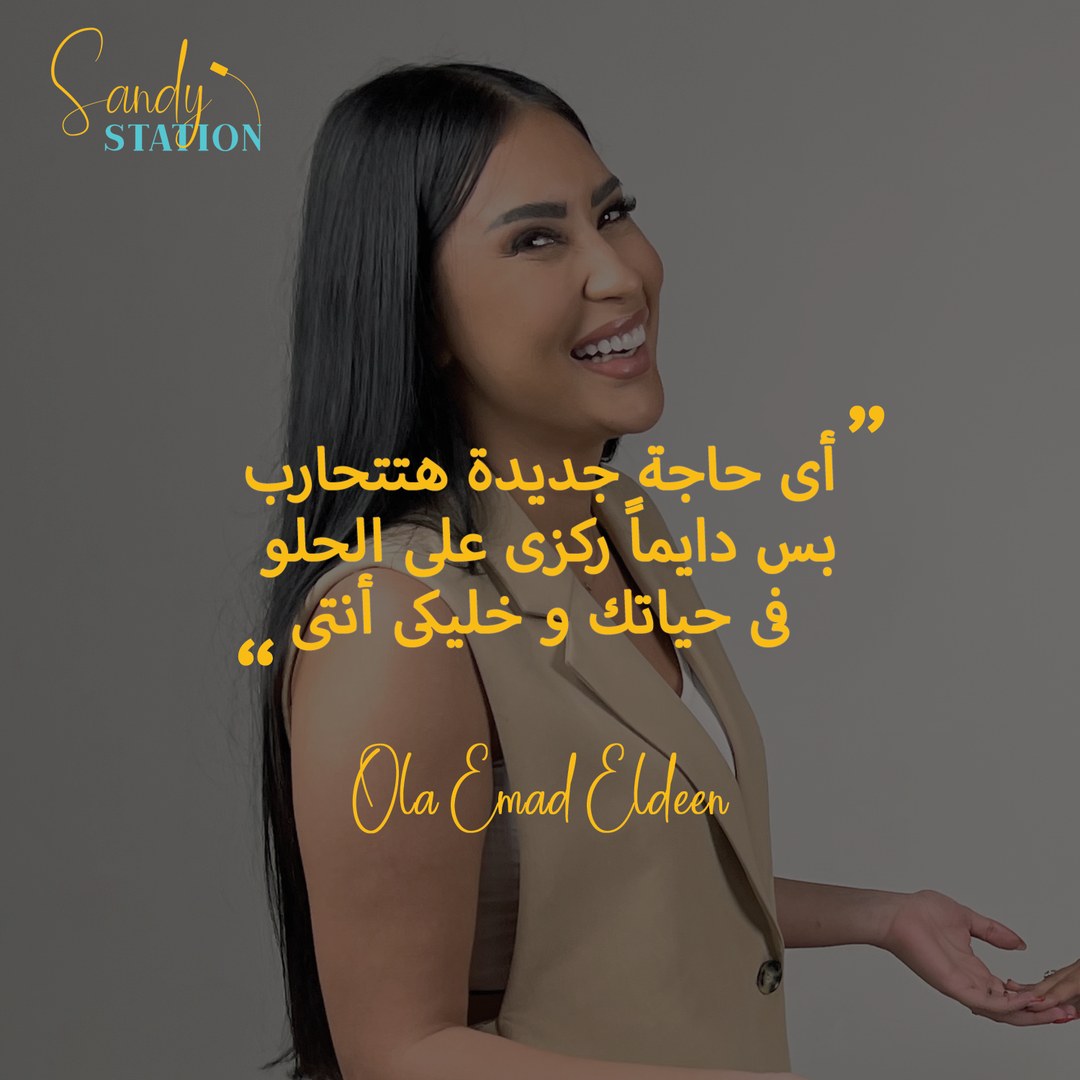 Sandy
STATION
”أى حاجة جديدة هتتحارب
بس دايماً ركزى على الحلو
فى حياتك و خليكى أنتى“
Ola Emad Eldeen